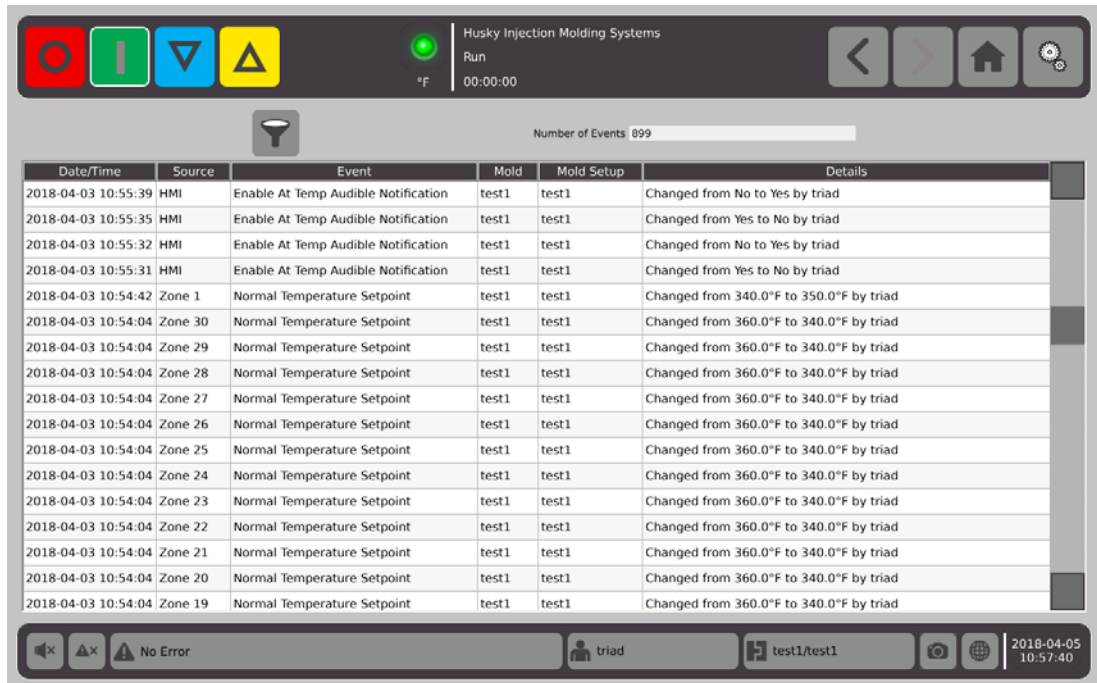 Husky Injection Molding Systems
Run
°F 00:00:00
Number of Events 899
Date/Time Source Event Mold Mold Setup Details
2018-04-03 10:55:39 HMI Enable At Temp Audible Notification test1 test1 Changed from No to Yes by triad
2018-04-03 10:55:35 HMI Enable At Temp Audible Notification test1 test1 Changed from Yes to No by triad
2018-04-03 10:55:32 HMI Enable At Temp Audible Notification test1 test1 Changed from No to Yes by triad
2018-04-03 10:55:31 HMI Enable At Temp Audible Notification test1 test1 Changed from Yes to No by triad
2018-04-03 10:54:42 Zone 1 Normal Temperature Setpoint test1 test1 Changed from 340.0°F to 350.0°F by triad
2018-04-03 10:54:04 Zone 30 Normal Temperature Setpoint test1 test1 Changed from 360.0°F to 340.0°F by triad
2018-04-03 10:54:04 Zone 29 Normal Temperature Setpoint test1 test1 Changed from 360.0°F to 340.0°F by triad
2018-04-03 10:54:04 Zone 28 Normal Temperature Setpoint test1 test1 Changed from 360.0°F to 340.0°F by triad
2018-04-03 10:54:04 Zone 27 Normal Temperature Setpoint test1 test1 Changed from 360.0°F to 340.0°F by triad
2018-04-03 10:54:04 Zone 26 Normal Temperature Setpoint test1 test1 Changed from 360.0°F to 340.0°F by triad
2018-04-03 10:54:04 Zone 25 Normal Temperature Setpoint test1 test1 Changed from 360.0°F to 340.0°F by triad
2018-04-03 10:54:04 Zone 24 Normal Temperature Setpoint test1 test1 Changed from 360.0°F to 340.0°F by triad
2018-04-03 10:54:04 Zone 23 Normal Temperature Setpoint test1 test1 Changed from 360.0°F to 340.0°F by triad
2018-04-03 10:54:04 Zone 22 Normal Temperature Setpoint test1 test1 Changed from 360.0°F to 340.0°F by triad
2018-04-03 10:54:04 Zone 21 Normal Temperature Setpoint test1 test1 Changed from 360.0°F to 340.0°F by triad
2018-04-03 10:54:04 Zone 20 Normal Temperature Setpoint test1 test1 Changed from 360.0°F to 340.0°F by triad
2018-04-03 10:54:04 Zone 19 Normal Temperature Setpoint test1 test1 Changed from 360.0°F to 340.0°F by triad
No Error triad test1/test1 2018-04-05
10:57:40